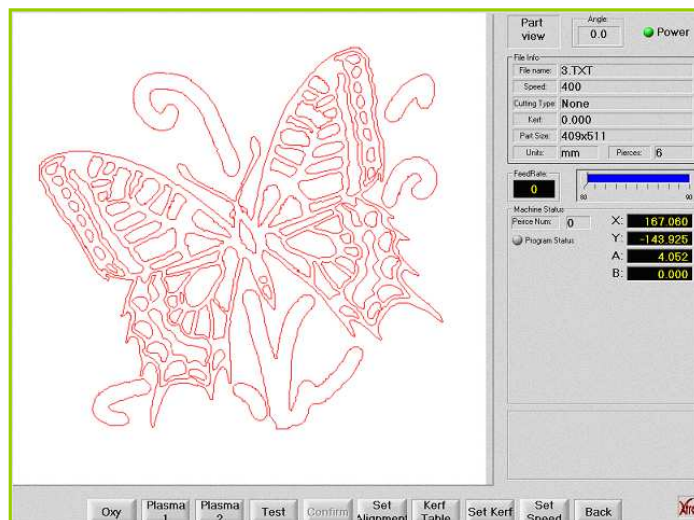 Part view
Angle:
0.0
Power
File Info
File name: 3.TXT
Speed: 400
Cutting Type: None
Kerf: 0.000
Part Size: 409x511
Units: mm Pierces: 6
FeedRate:
0
60 90
Machine Status
Peirce Num: 0
Program Status
X: 167.060
Y: -143.925
A: 4.052
B: 0.000
Oxy
Plasma 1
Plasma 2
Test
Confirm
Set Alignment
Kerf Table
Set Kerf
Set Speed
Back